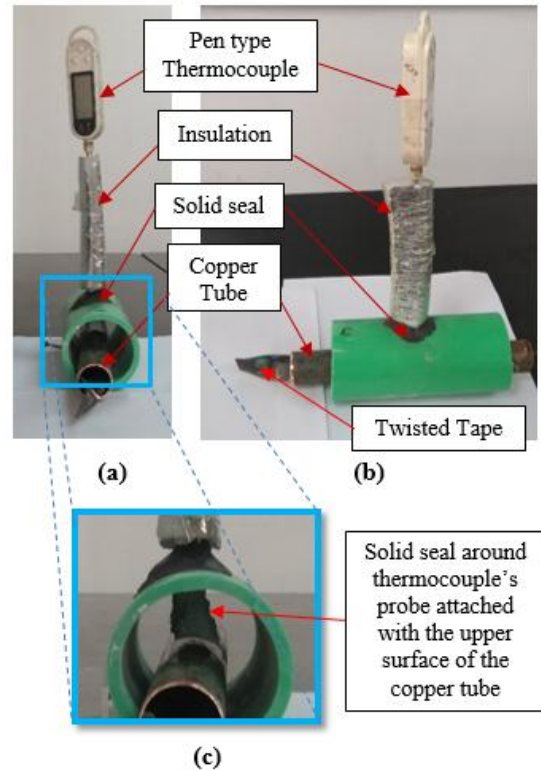 Pen type
Thermocouple
Insulation
Solid seal
Copper
Tube
Twisted Tape
(a)
(b)
Solid seal around
thermocouple's
probe attached
with the upper
surface of the
copper tube
(c)